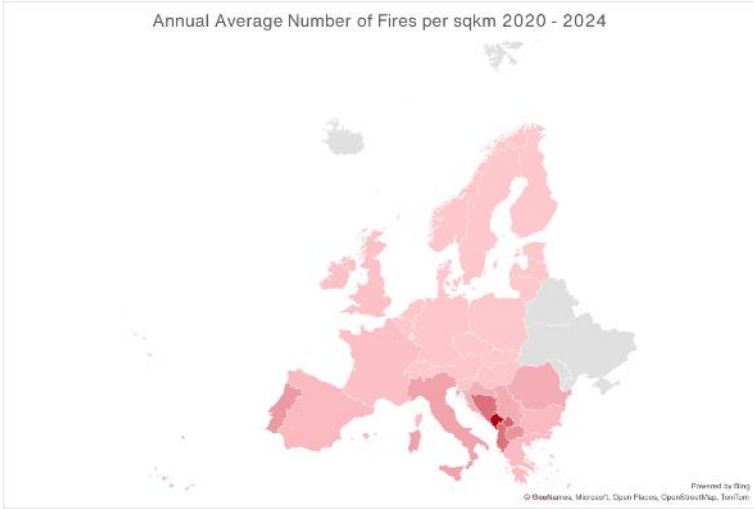 Annual Average Number of Fires per sqkm 2020 - 2024
Powered by Bing
© GeoNames, Microsoft, Open Places, OpenStreetMap, TomTom